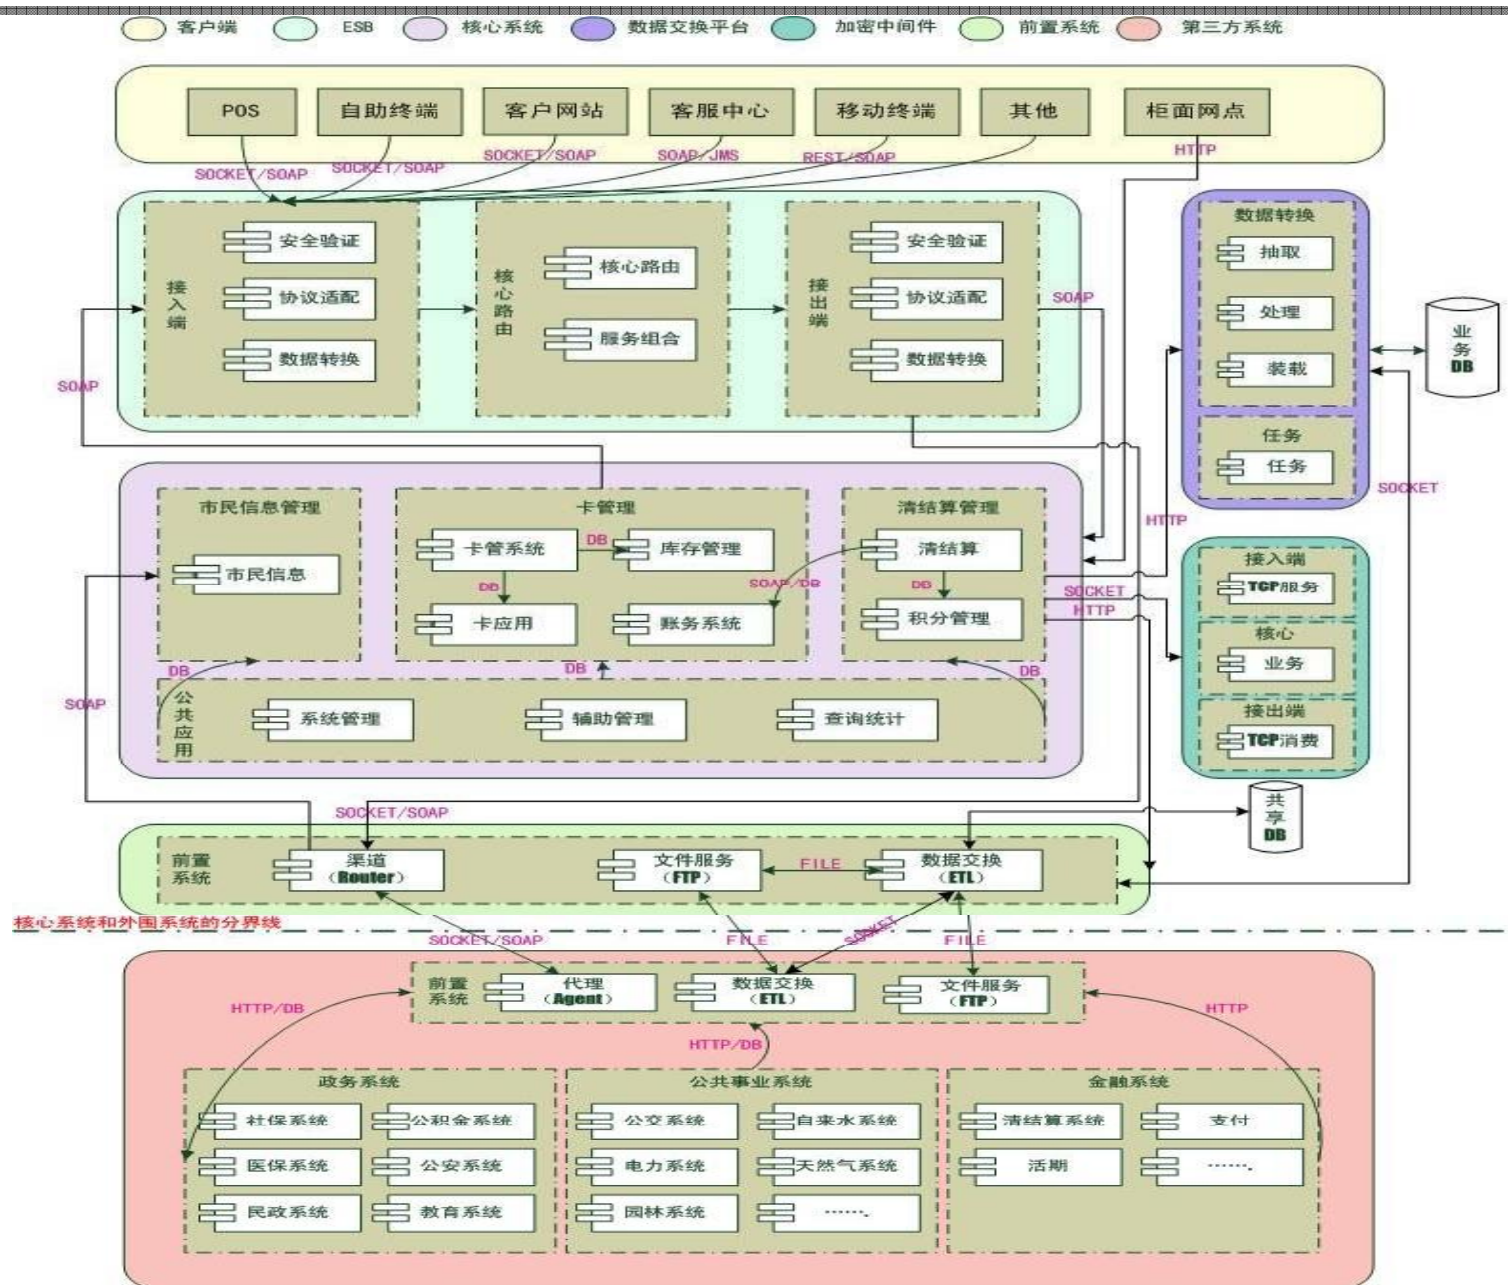 客户端 ESB 核心系统 数据交换平台 加密中间件 前置系统 第三方系统
POS 自助终端 客户网站 客服中心 移动终端 其他 柜面网点
SOCKET/SOAP SOCKET/SOAP SOCKET/SOAP SOAP/JMS REST/SOAP HTTP
接入端
安全验证
协议适配
数据转换
核心路由
核心路由
服务组合
接出端
安全验证
协议适配
数据转换
SOAP
SOAP
数据转换
抽取
处理
装载
任务
任务
业务
DB
SOCKET
HTTP
市民信息管理
市民信息
卡管理
卡管系统
DB
库存管理
DB
卡应用
账务系统
清结算管理
清结算
SOAP/DB
DB
积分管理
SOCKET
HTTP
接入端
TCP服务
核心
业务
接出端
TCP消费
DB
DB
DB
SOAP
公共应用
系统管理
辅助管理
查询统计
SOCKET/SOAP
共享
DB
前置
系统
渠道
(Router)
文件服务
(FTP)
FILE
数据交换
(ETL)
核心系统和外围系统的分界线
SOCKET/SOAP
FILE
SOCKET
FILE
前置
系统
代理
(Agent)
数据交换
(ETL)
文件服务
(FTP)
HTTP/DB
HTTP/DB
HTTP
政务系统
社保系统 公积金系统
医保系统 公安系统
民政系统 教育系统
公共事业系统
公交系统 自来水系统
电力系统 天然气系统
园林系统 ……．
金融系统
清结算系统 支付
活期 ……．